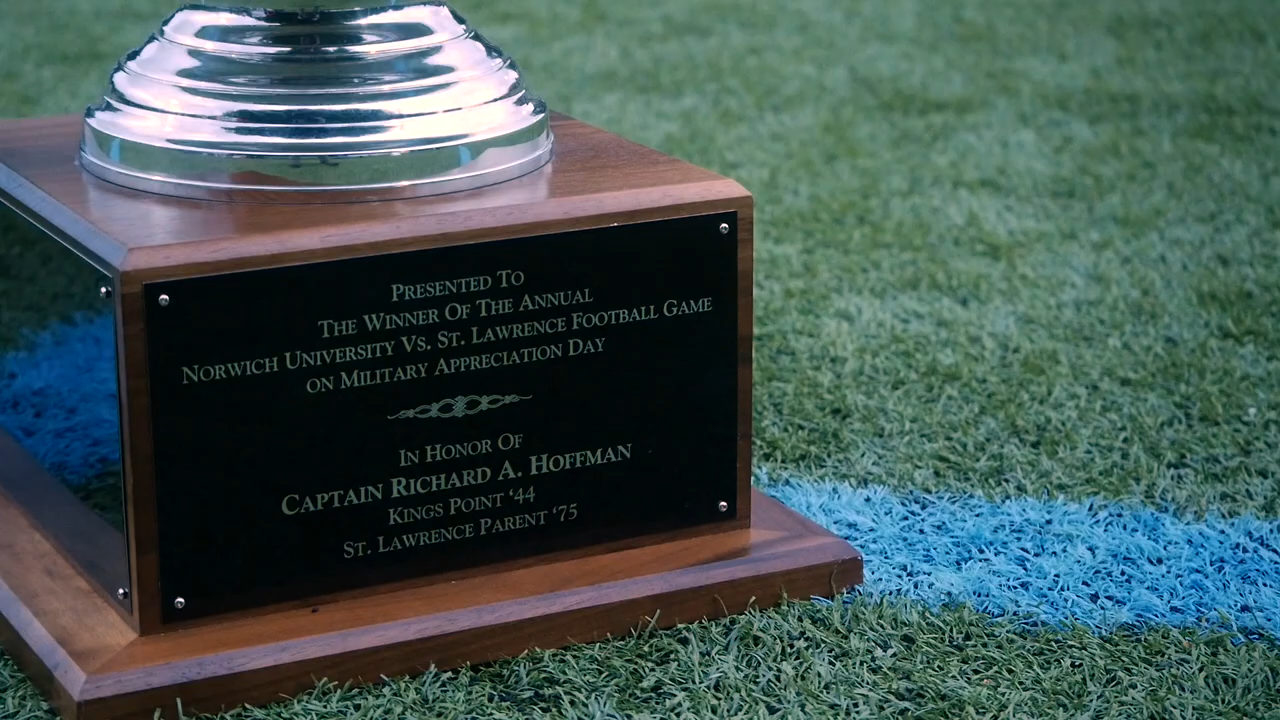 Presented To
The Winner Of The Annual
Norwich University Vs. St. Lawrence Football Game
on Military Appreciation Day
In Honor Of
Captain Richard A. Hoffman
Kings Point ‘44
St. Lawrence Parent ‘75